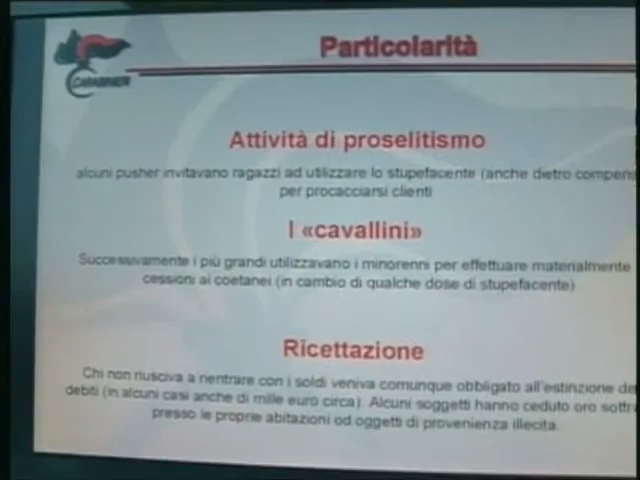 CARABINIERI
Particolarità
Attività di proselitismo
alcuni pusher invitavano ragazzi ad utilizzare lo stupefacente (anche dietro
per procacciarsi clienti
I «cavallini»
Successivamente i più grandi utilizzavano i minorenni per effettuare materialmente
cessioni ai coetanei (in cambio di qualche dose di stupefacente)
Ricettazione
Chi non riusciva a rientrare con i soldi veniva comunque obbligato all'estinzione
debiti (in alcuni casi anche di mille euro circa). Alcuni soggetti hanno ceduto oro
presso le proprie abitazioni od oggetti di provenienza illecita.